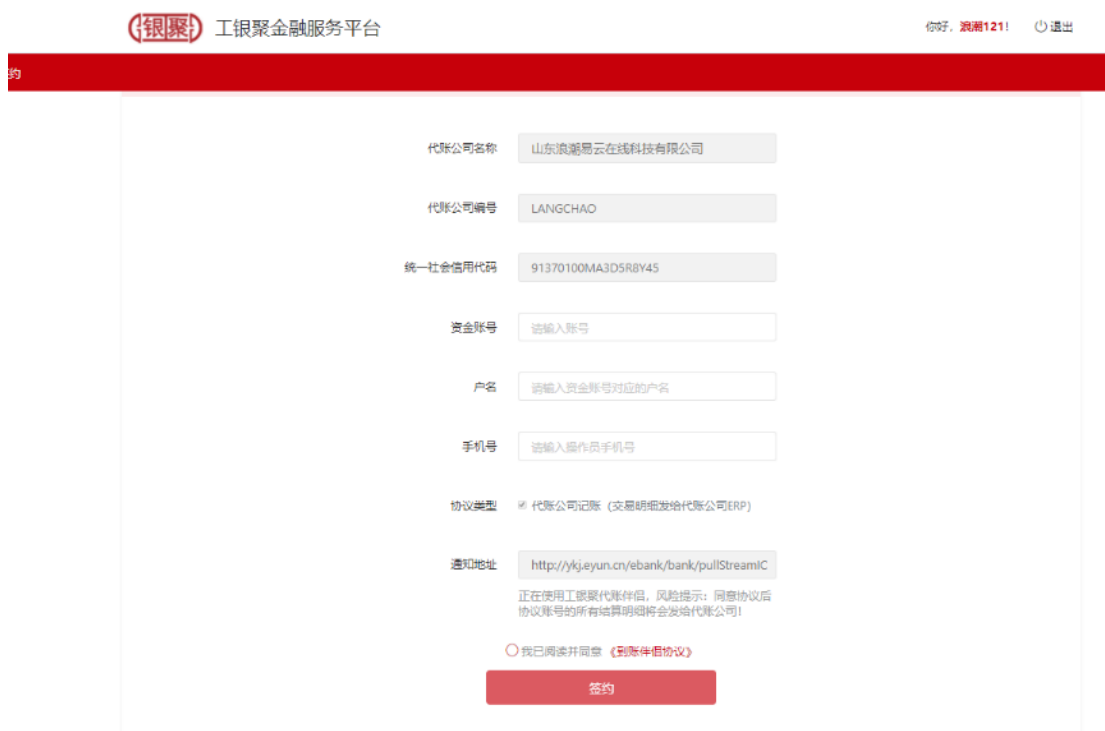 银聚 工银聚金融服务平台 你好，浪潮121! 退出
约
代账公司名称 山东浪潮易云在线科技有限公司
代账公司编号 LANGCHAO
统一社会信用代码 91370100MA3D5R8Y45
资金账号 请输入账号
户名 请输入资金账号对应的户名
手机号 请输入操作员手机号
协议类型 代账公司记账（交易明细发给代账公司ERP）
通知地址 http://ykj.eyun.cn/ebank/bank/pullStreamIC
正在使用工银聚代账伴侣，风险提示：同意协议后
协议账号的所有结算明细将会发给代账公司！
我已阅读并同意 《到账伴侣协议》
签约